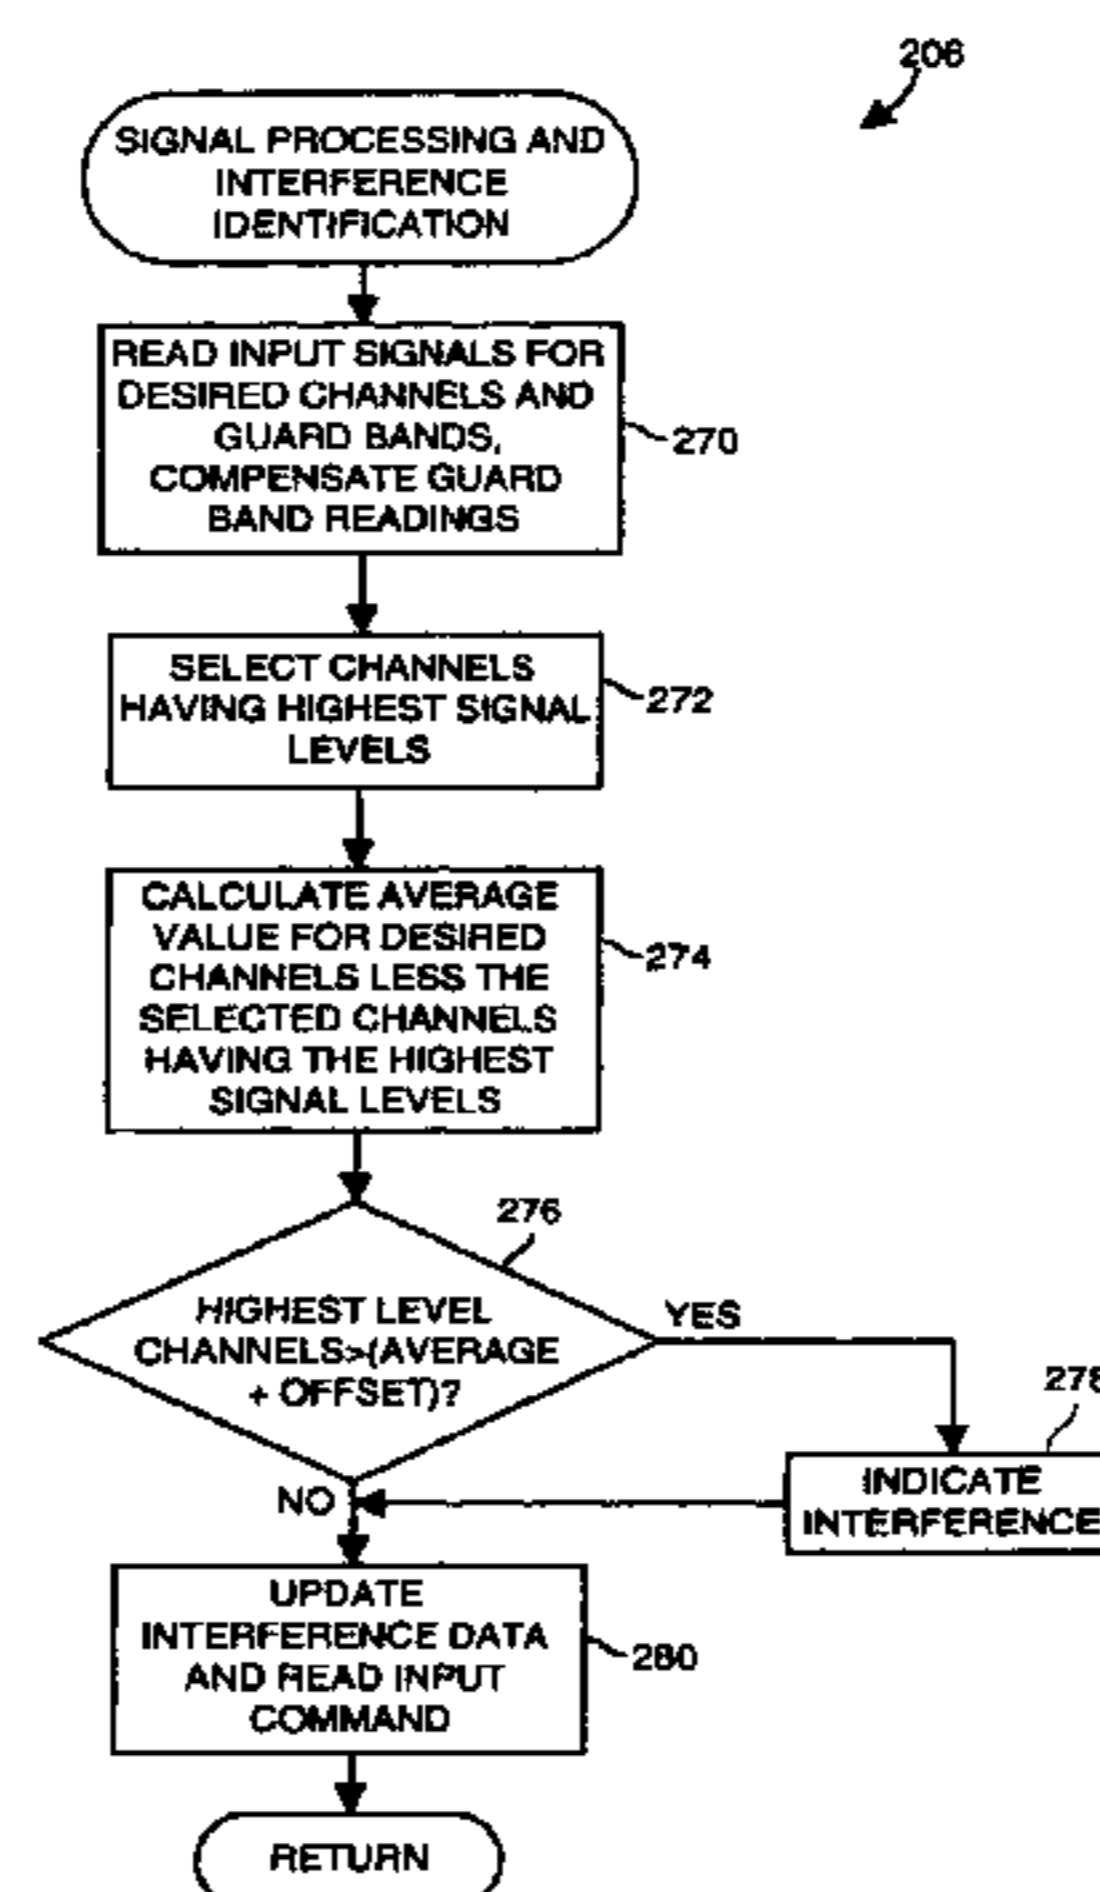 206
SIGNAL PROCESSING AND
INTERFERENCE
IDENTIFICATION
READ INPUT SIGNALS FOR
DESIRED CHANNELS AND
GUARD BANDS,
COMPENSATE GUARD
BAND READINGS
270
SELECT CHANNELS
HAVING HIGHEST SIGNAL
LEVELS
272
CALCULATE AVERAGE
VALUE FOR DESIRED
CHANNELS LESS THE
SELECTED CHANNELS
HAVING THE HIGHEST
SIGNAL LEVELS
274
276
HIGHEST LEVEL
CHANNELS>(AVERAGE
+ OFFSET)?
YES
278
INDICATE
INTERFERENCE
NO
UPDATE
INTERFERENCE DATA
AND READ INPUT
COMMAND
280
RETURN